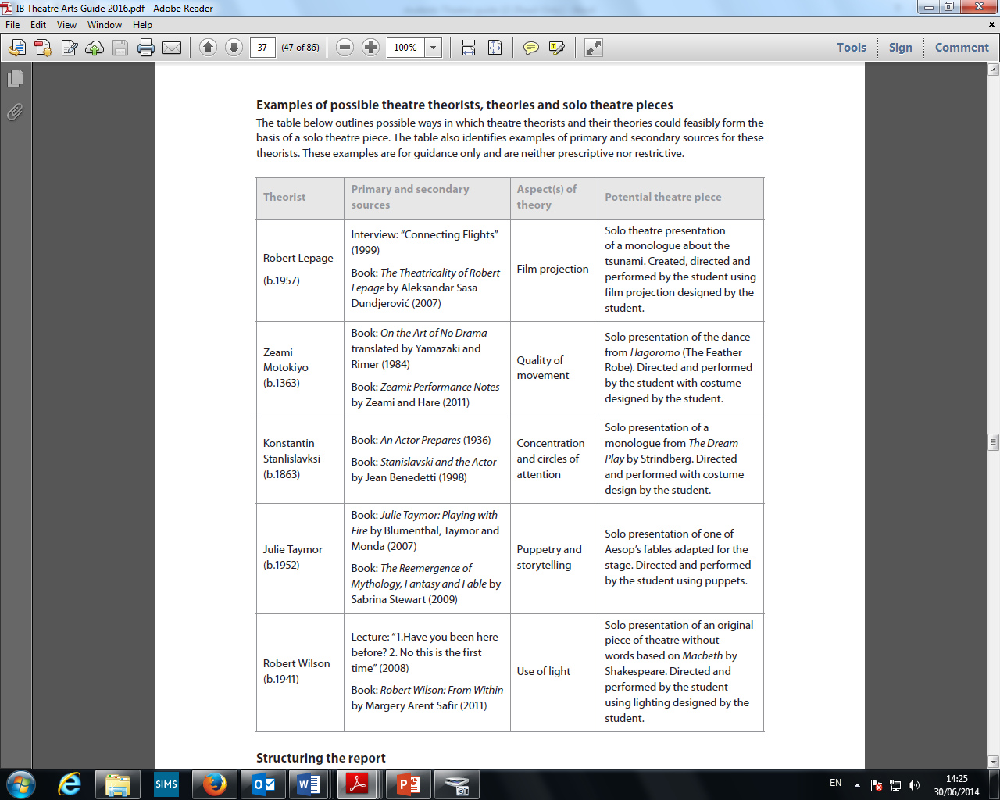 IB Theatre Arts Guide 2016.pdf - Adobe Reader
File Edit View Window Help
37 (47 of 86) 100% Tools Sign Comment
Examples of possible theatre theorists, theories and solo theatre pieces
The table below outlines possible ways in which theatre theorists and their theories could feasibly form the
basis of a solo theatre piece. The table also identifies examples of primary and secondary sources for these
theorists. These examples are for guidance only and are neither prescriptive nor restrictive.
Theorist
Primary and secondary
sources
Aspect(s) of
theory
Potential theatre piece
Robert Lepage
(b.1957)
Interview: “Connecting Flights”
(1999)
Book: The Theatricality of Robert
Lepage by Aleksandar Sasa
Dundjerović (2007)
Film projection
Solo theatre presentation
of a monologue about the
tsunami. Created, directed and
performed by the student using
film projection designed by the
student.
Zeami
Motokiyo
(b.1363)
Book: On the Art of No Drama
translated by Yamazaki and
Rimer (1984)
Book: Zeami: Performance Notes
by Zeami and Hare (2011)
Quality of
movement
Solo presentation of the dance
from Hagoromo (The Feather
Robe). Directed and performed
by the student with costume
designed by the student.
Konstantin
Stanlislavksi
(b.1863)
Book: An Actor Prepares (1936)
Book: Stanislavski and the Actor
by Jean Benedetti (1998)
Concentration
and circles of
attention
Solo presentation of a
monologue from The Dream
Play by Strindberg. Directed
and performed with costume
design by the student.
Julie Taymor
(b.1952)
Book: Julie Taymor: Playing with
Fire by Blumenthal, Taymor and
Monda (2007)
Book: The Reemergence of
Mythology, Fantasy and Fable by
Sabrina Stewart (2009)
Puppetry and
storytelling
Solo presentation of one of
Aesop’s fables adapted for the
stage. Directed and performed
by the student using puppets.
Robert Wilson
(b.1941)
Lecture: “1.Have you been here
before? 2. No this is the first
time” (2008)
Book: Robert Wilson: From Within
by Margery Arent Safir (2011)
Use of light
Solo presentation of an original
piece of theatre without
words based on Macbeth by
Shakespeare. Directed and
performed by the student
using lighting designed by the
student.
Structuring the report
SIMS
EN
14:25
30/06/2014